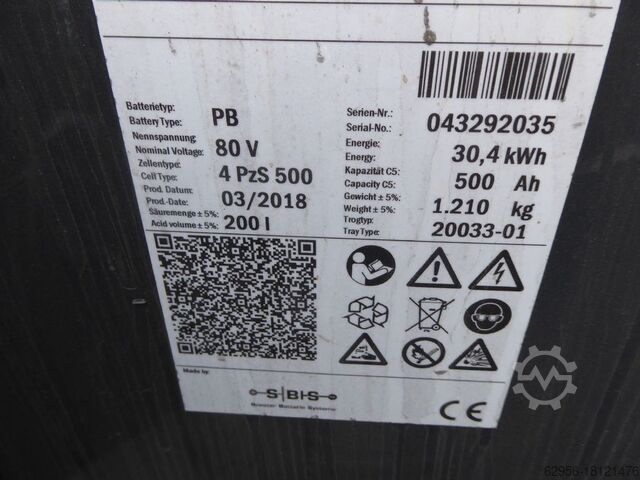 Batterietyp:
Battery Type: PB
Nennspannung:
Nominal Voltage: 80 V
Zellentype:
Cell Type: 4 PzS 500
Prod. Datum:
Prod.-Date: 03/2018
Säuremenge ± 5%:
Acid volume ± 5%: 200 l
Serien-Nr.:
Serial-No.: 043292035
Energie:
Energy: 30,4 kWh
Kapazität C5:
Capacity C5: 500 Ah
Gewicht ± 5%:
Weight ± 5%: 1.210 kg
Trogtyp:
Tray Type: 20033-01
Made by:
S|B|S
CE
62956-18121476